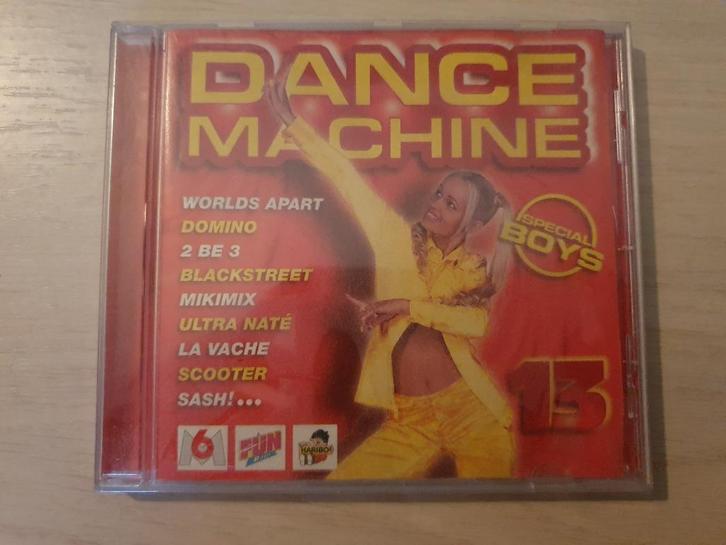 DANCE
MACHINE
WORLDS APART
DOMINO
2 BE 3
BLACKSTREET
MIKIMIX
ULTRA NATÉ
LA VACHE
SCOOTER
SASH!...
SPECIAL
BOYS
13
M6
FUN
HARIBO